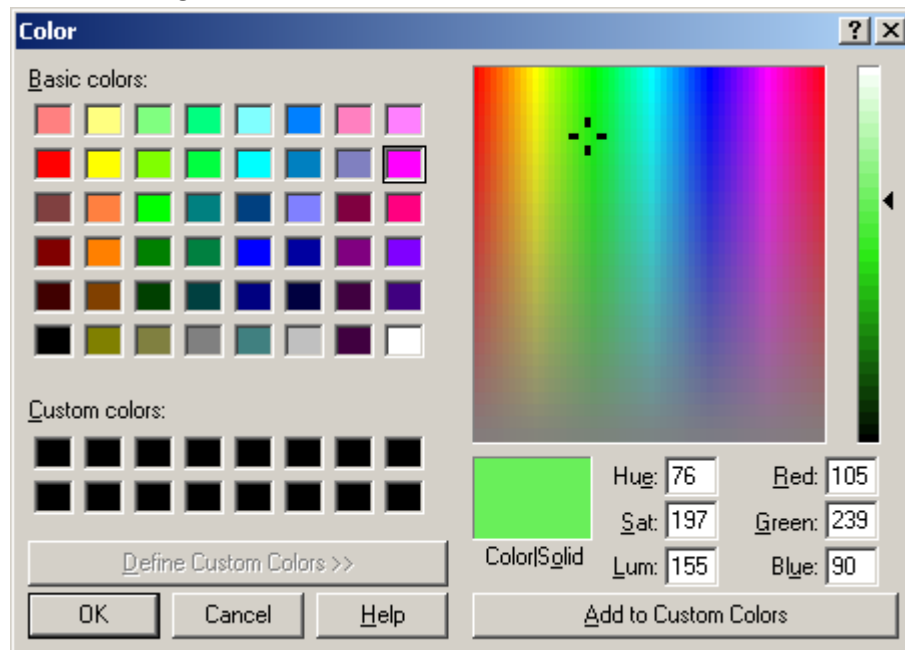 Color
Basic colors:
Custom colors:
Define Custom Colors >>
OK Cancel Help
Color|Solid
Hue: 76 Red: 105
Sat: 197 Green: 239
Lum: 155 Blue: 90
Add to Custom Colors